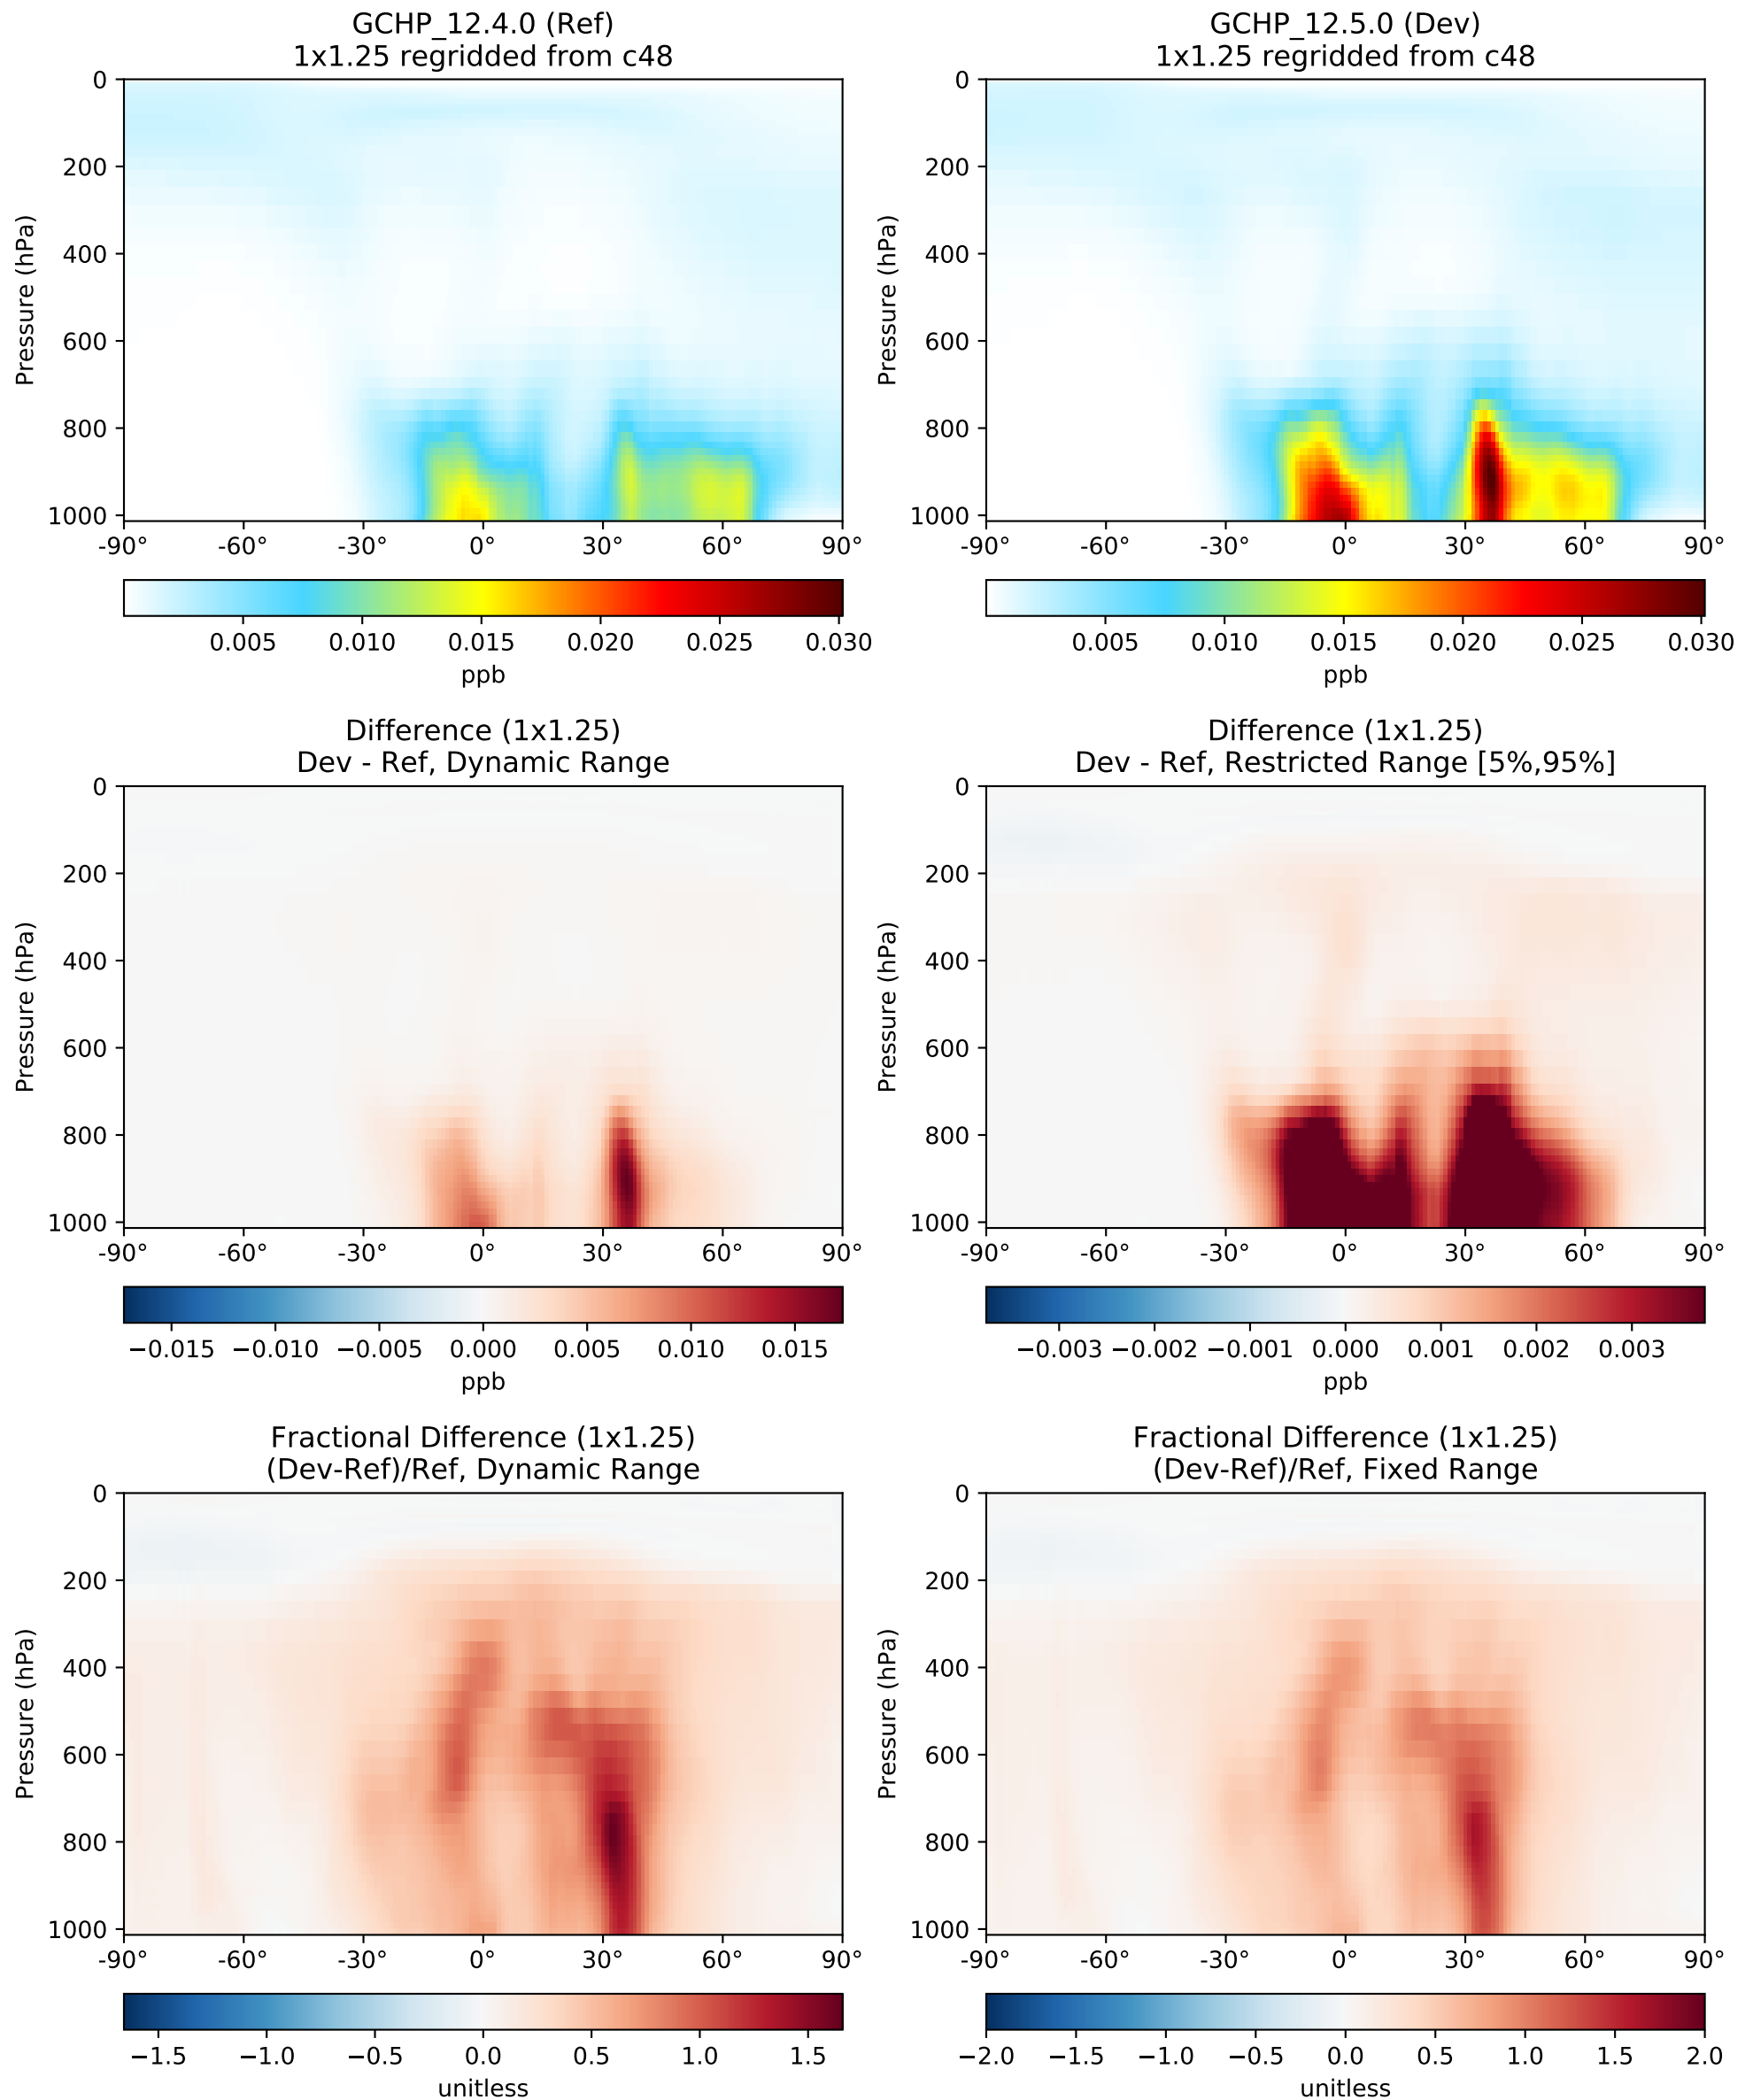 GCHP_12.4.0 (Ref)
1x1.25 regridded from c48
Pressure (hPa)
0
200
400
600
800
1000
-90° -60° -30° 0° 30° 60° 90°
0.005 0.010 0.015 0.020 0.025 0.030
ppb
GCHP_12.5.0 (Dev)
1x1.25 regridded from c48
Pressure (hPa)
0
200
400
600
800
1000
-90° -60° -30° 0° 30° 60° 90°
0.005 0.010 0.015 0.020 0.025 0.030
ppb
Difference (1x1.25)
Dev - Ref, Dynamic Range
Pressure (hPa)
0
200
400
600
800
1000
-90° -60° -30° 0° 30° 60° 90°
−0.015 −0.010 −0.005 0.000 0.005 0.010 0.015
ppb
Difference (1x1.25)
Dev - Ref, Restricted Range [5%,95%]
Pressure (hPa)
0
200
400
600
800
1000
-90° -60° -30° 0° 30° 60° 90°
−0.003 −0.002 −0.001 0.000 0.001 0.002 0.003
ppb
Fractional Difference (1x1.25)
(Dev-Ref)/Ref, Dynamic Range
Pressure (hPa)
0
200
400
600
800
1000
-90° -60° -30° 0° 30° 60° 90°
−1.5 −1.0 −0.5 0.0 0.5 1.0 1.5
unitless
Fractional Difference (1x1.25)
(Dev-Ref)/Ref, Fixed Range
Pressure (hPa)
0
200
400
600
800
1000
-90° -60° -30° 0° 30° 60° 90°
−2.0 −1.5 −1.0 −0.5 0.0 0.5 1.0 1.5 2.0
unitless